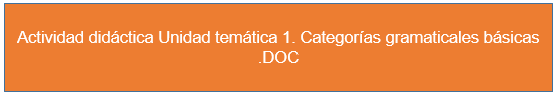 Actividad didáctica Unidad temática 1. Categorías gramaticales básicas
.DOC